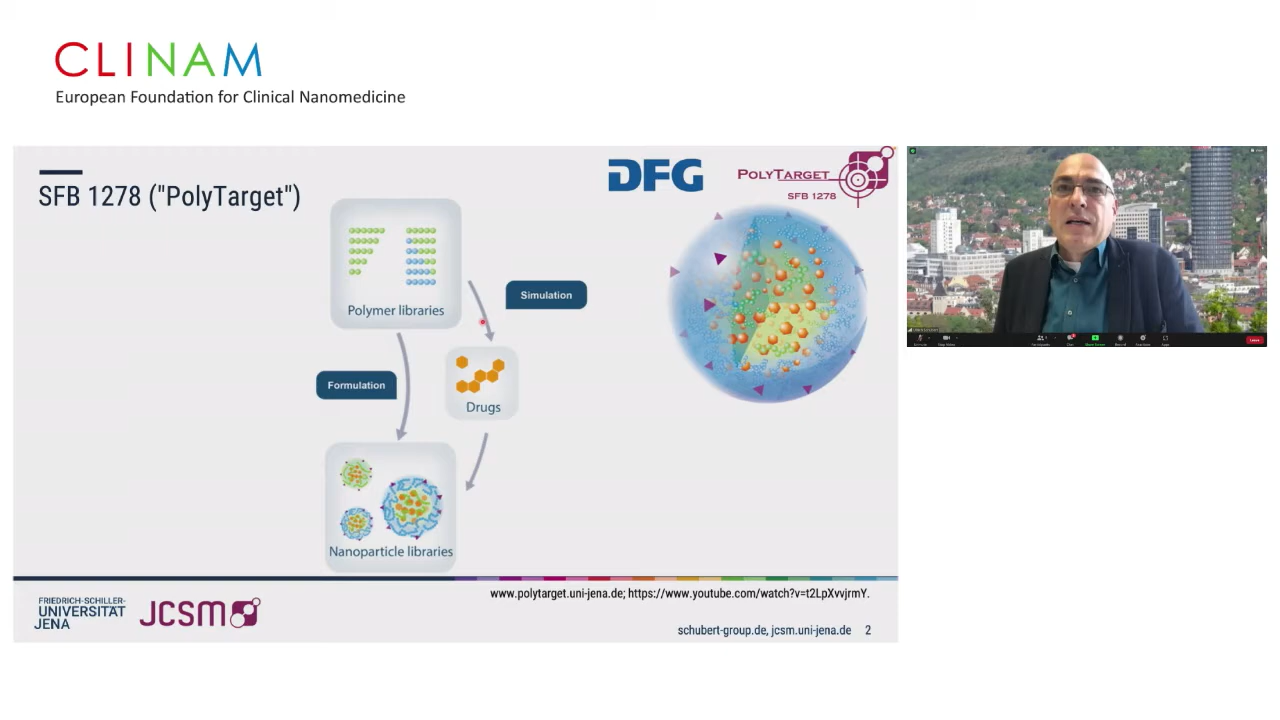 CLINAM
European Foundation for Clinical Nanomedicine
SFB 1278 ("PolyTarget")
DFG
POLYTARGET
SFB 1278
Polymer libraries
Simulation
Formulation
Drugs
Nanoparticle libraries
www.polytarget.uni-jena.de; https://www.youtube.com/watch?v=t2LpXvvjrmY.
FRIEDRICH-SCHILLER-
UNIVERSITÄT
JENA
JCSM
schubert-group.de, jcsm.uni-jena.de 2